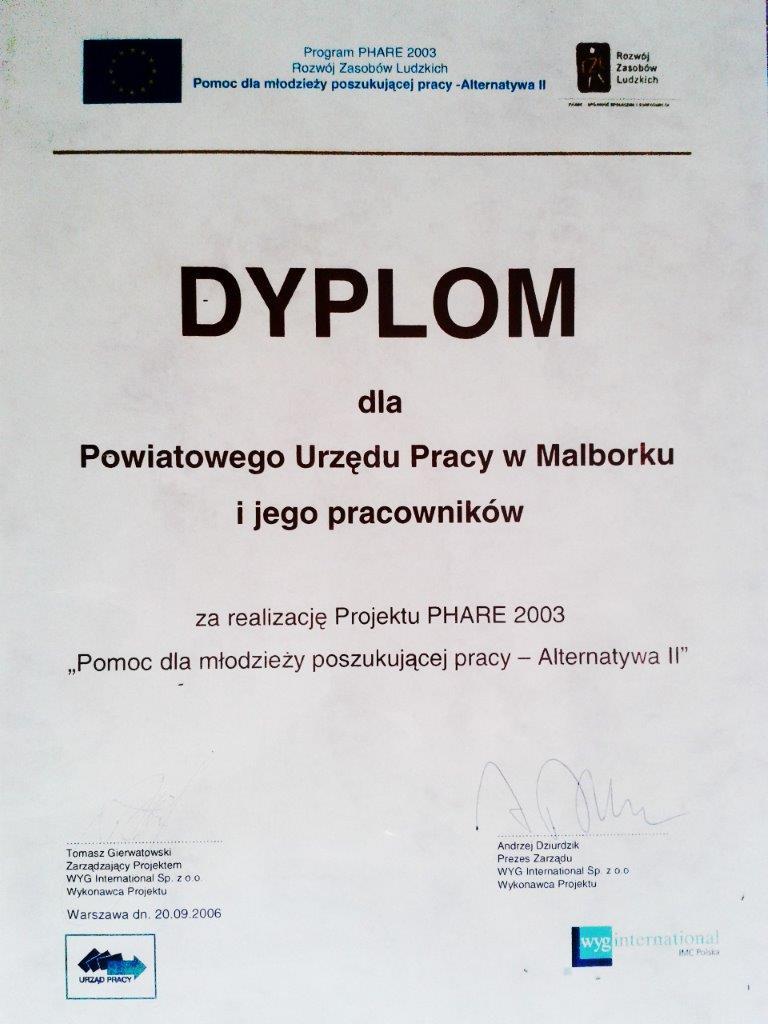 Program PHARE 2003
Rozwój Zasobów Ludzkich
Pomoc dla młodzieży poszukującej pracy -Alternatywa II
Rozwój
Zasobów
Ludzkich
DYPLOM
dla
Powiatowego Urzędu Pracy w Malborku
i jego pracowników
za realizację Projektu PHARE 2003
„Pomoc dla młodzieży poszukującej pracy – Alternatywa II”
Tomasz Gierwatowski
Zarządzający Projektem
WYG International Sp. z o.o.
Wykonawca Projektu
Warszawa dn. 20.09.2006
Andrzej Dziurdzik
Prezes Zarządu
WYG International Sp. z o.o
Wykonawca Projektu
URZĄD PRACY
wyginternational
IMC Polska